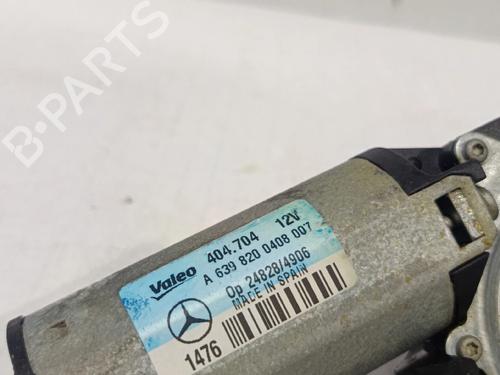 B-PARTS
Valeo 404.704 12V
A 639 820 0408 007
Op 24828/4906
MADE IN SPAIN
1476